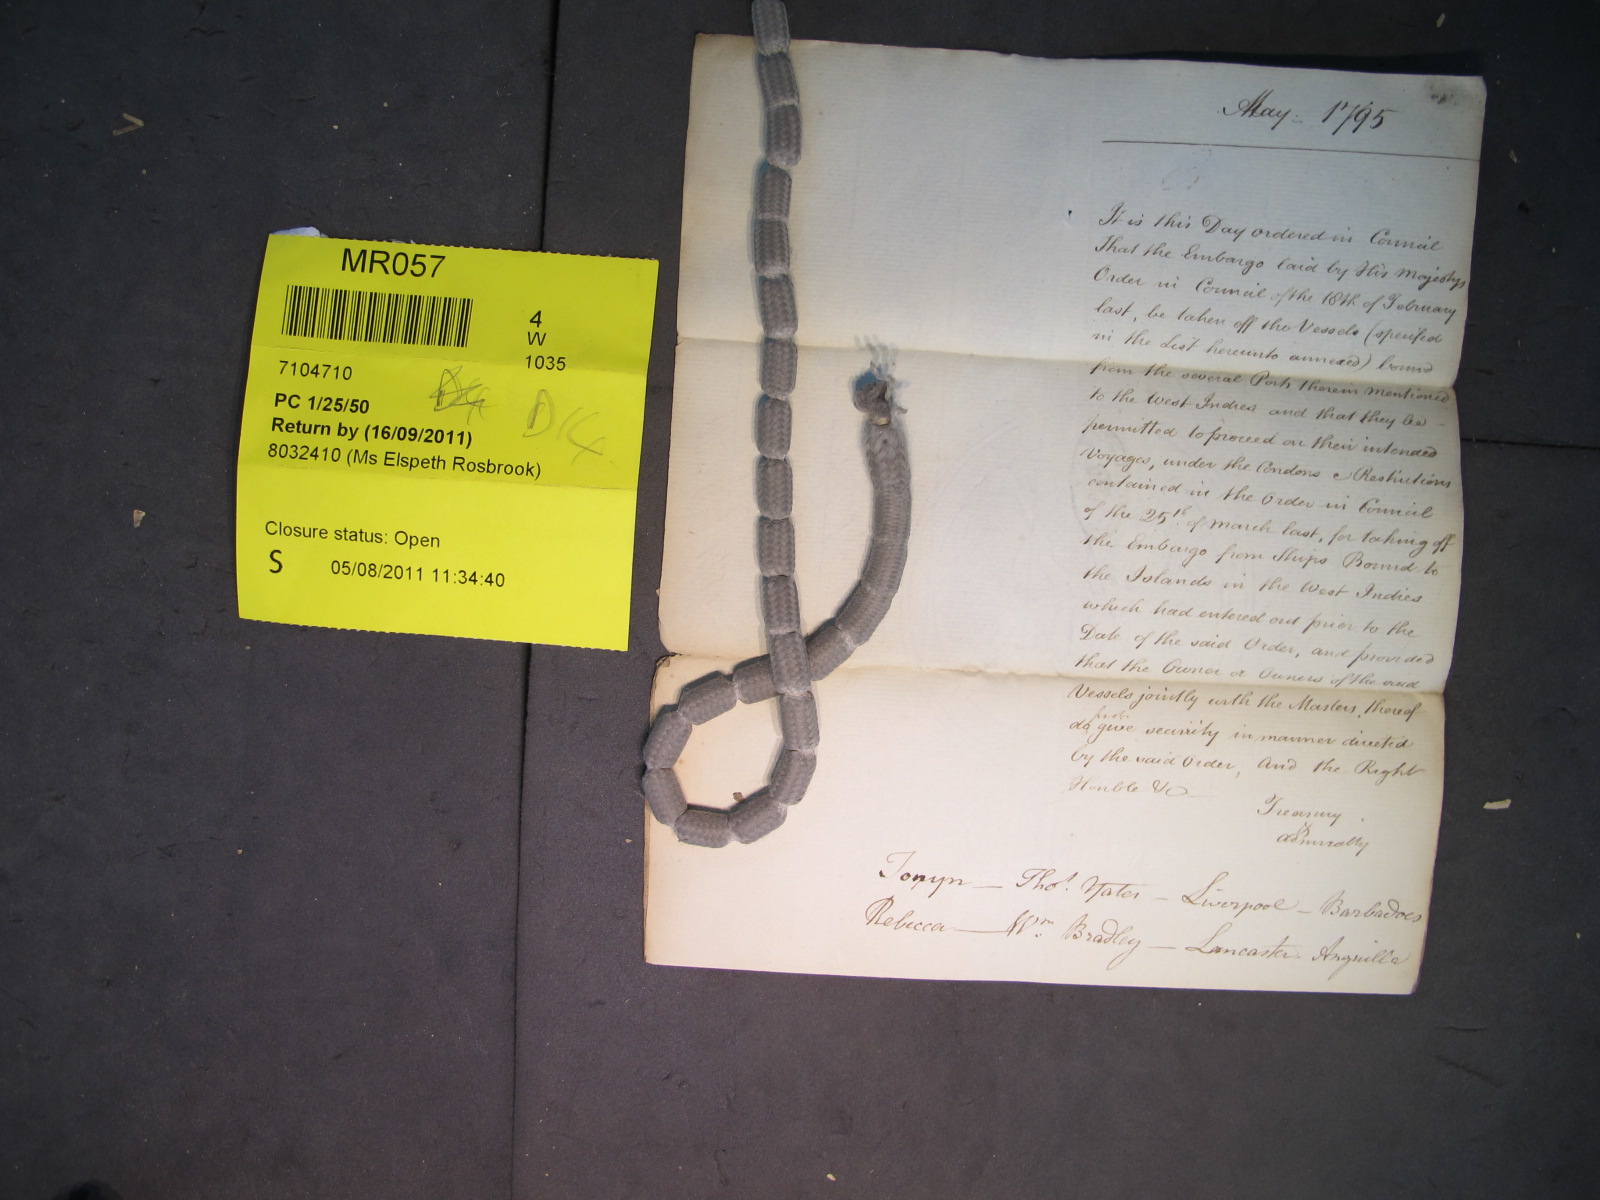 MR057
4
W
1035
7104710
PC 1/25/50
Return by (16/09/2011)
8032410 (Ms Elspeth Rosbrook)
Closure status: Open
S 05/08/2011 11:34:40
May 1795
It is this Day ordered in Council
That the Embargo laid by His Majestys
Order in Council of the 18th of February
last, be taken off the Vessels (specified
in the List hereunto annexed) bound
from the several Ports therein mentioned
to the West Indies and that they be
permitted to proceed on their intended
Voyages, under the Condons & Restrictions
contained in the Order in Council
of the 25th of March last, for taking off
the Embargo from Ships Bound to
the Islands in the West Indies
which had entered out prior to the
Date of the said Order, and provided
that the Owner or Owners of the said
Vessels jointly with the Masters thereof
do first give security in manner directed
by the said Order, And the Right
Honble &c
Treasury
Admiralty
Tonyn — Thos. Yates — Liverpool — Barbadoes
Rebecca — Wm. Bradley — Lancaster. Anguilla